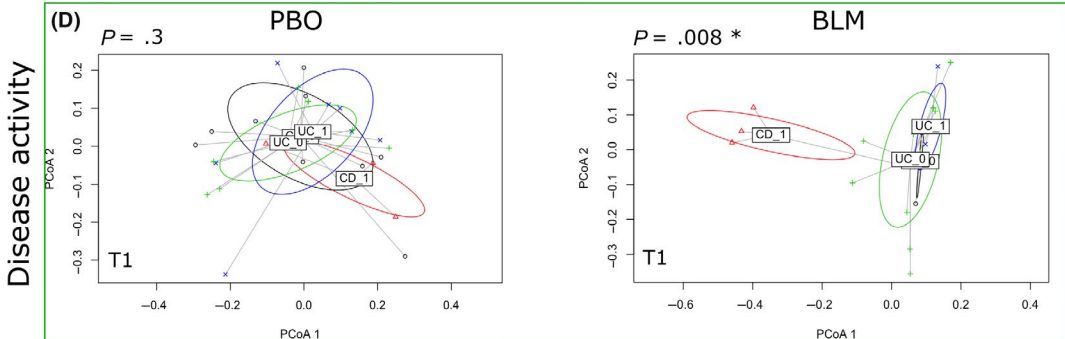 (D)
PBO
BLM
P = .3
P = .008 *
Disease activity
PCoA 2
0.2
0.1
0.0
−0.1
−0.2
−0.3
UC_1
UC_0
CD_1
T1
−0.4
−0.2
0.0
0.2
0.4
PCoA 1
PCoA 2
0.2
0.1
0.0
−0.1
−0.2
−0.3
CD_1
UC_1
UC_0
T1
−0.6
−0.4
−0.2
0.0
0.2
0.4
PCoA 1